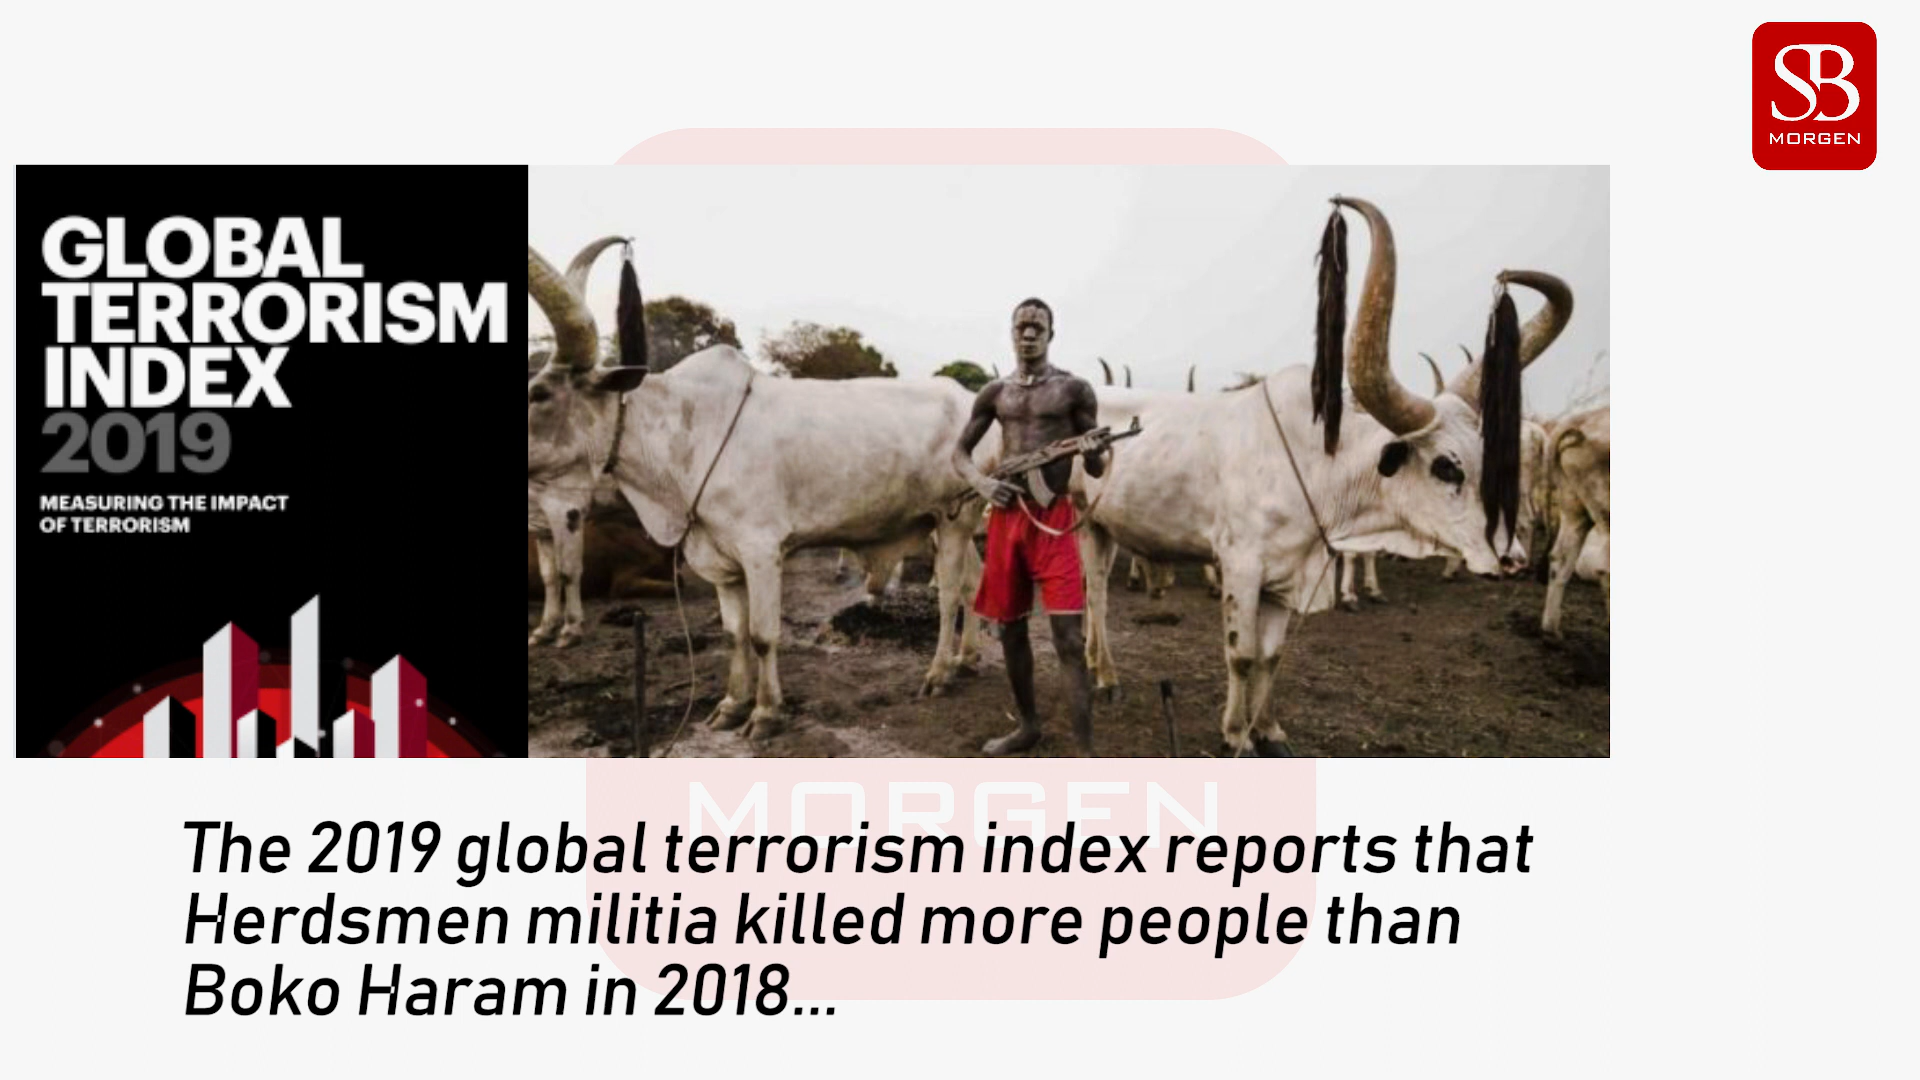 SB
MORGEN
GLOBAL
TERRORISM
INDEX
2019
MEASURING THE IMPACT
OF TERRORISM
MORGEN
The 2019 global terrorism index reports that
Herdsmen militia killed more people than
Boko Haram in 2018...